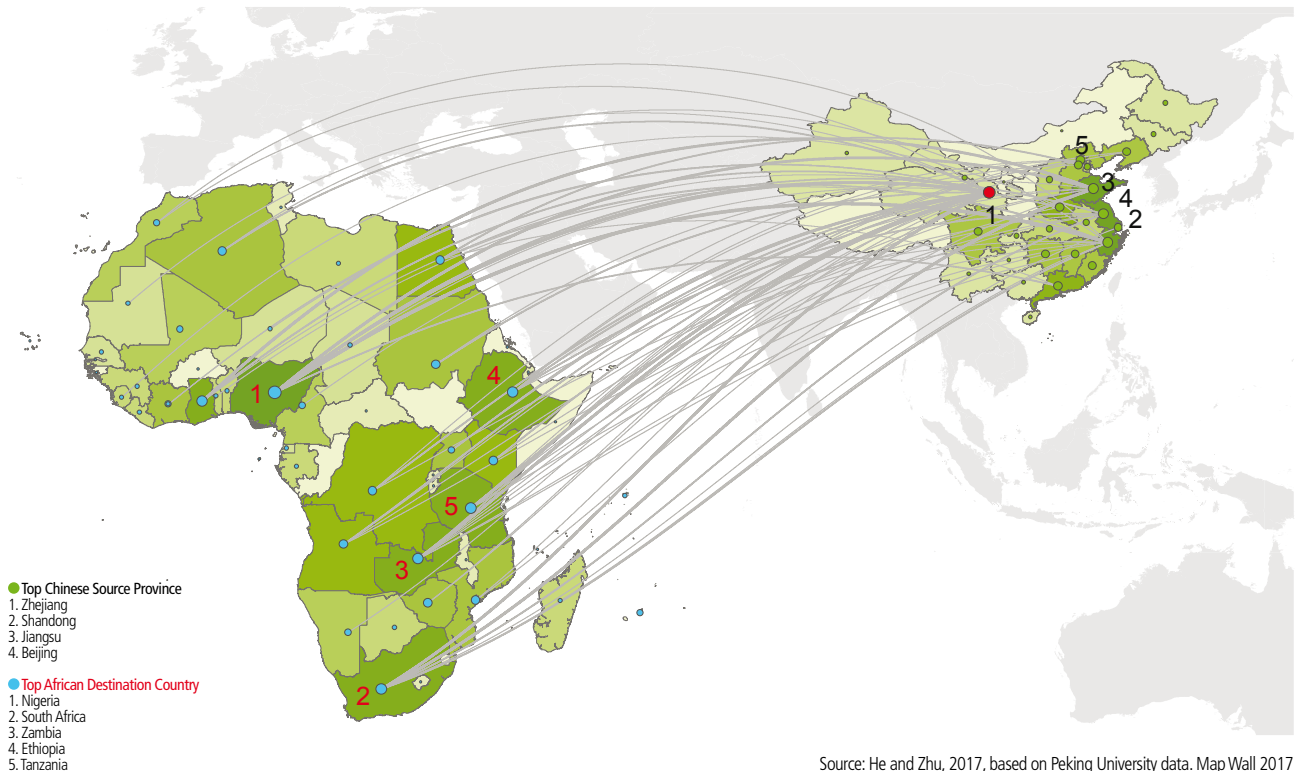 5
3
4
2
1
1
4
5
3
2
Top Chinese Source Province
1. Zhejiang
2. Shandong
3. Jiangsu
4. Beijing
Top African Destination Country
1. Nigeria
2. South Africa
3. Zambia
4. Ethiopia
5. Tanzania
Source: He and Zhu, 2017, based on Peking University data. Map Wall 2017